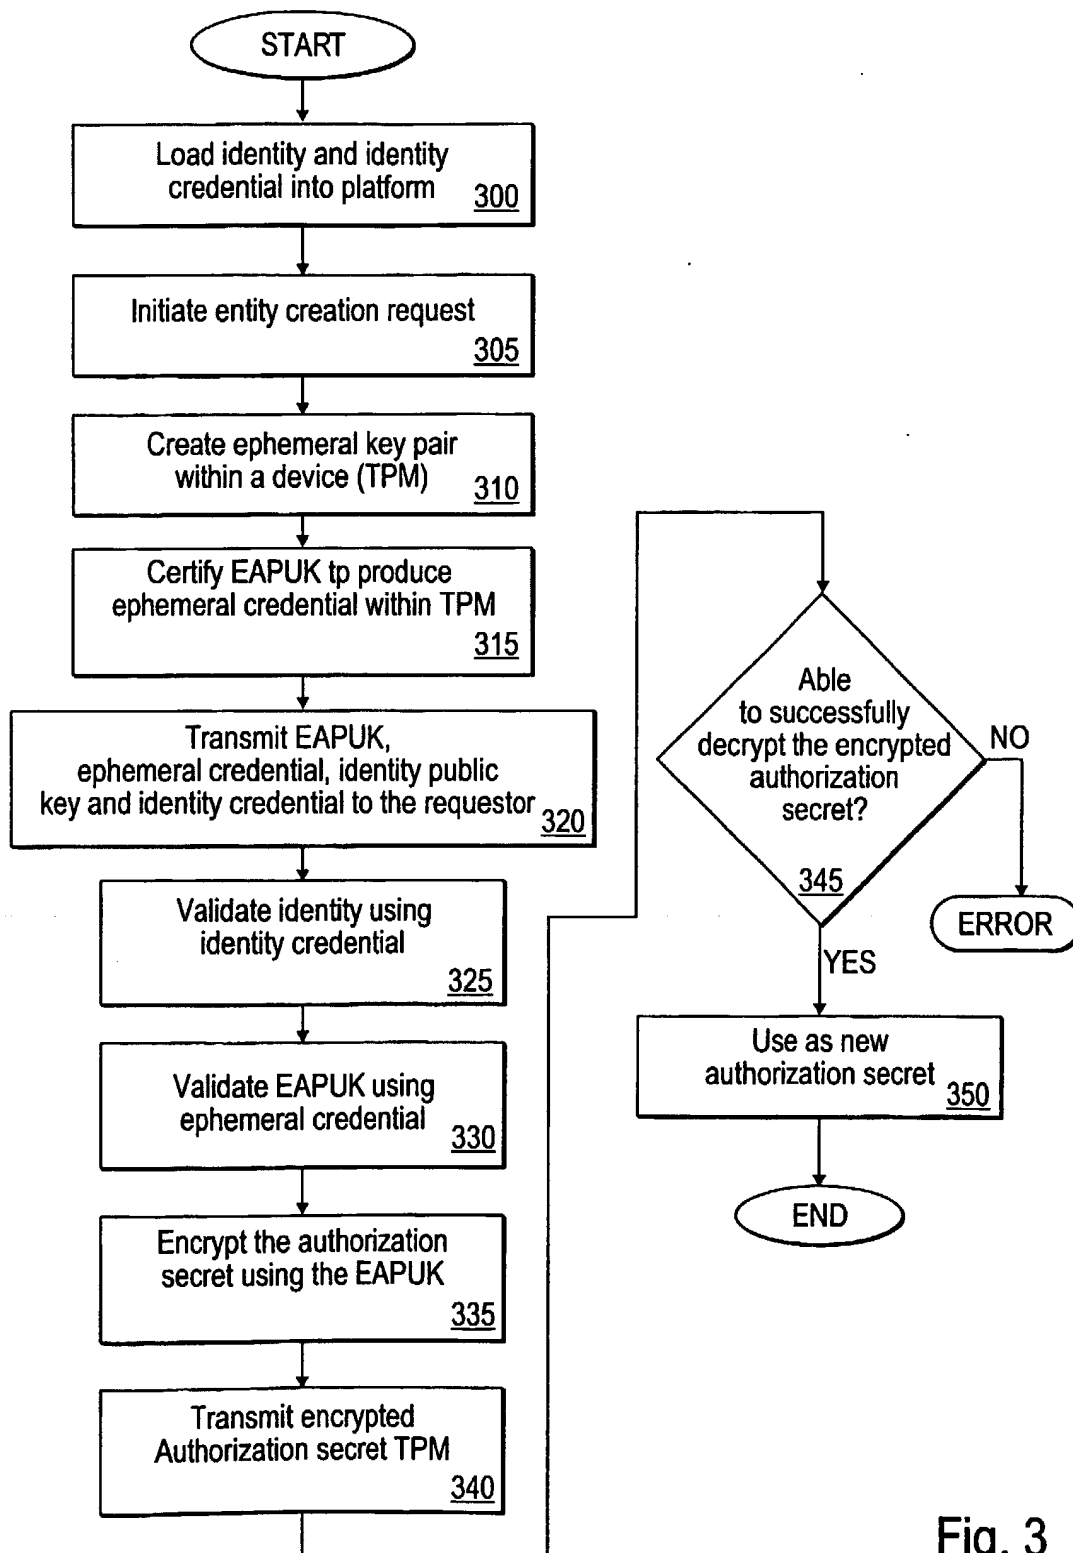 START
Load identity and identity
credential into platform
300
Initiate entity creation request
305
Create ephemeral key pair
within a device (TPM)
310
Certify EAPUK tp produce
ephemeral credential within TPM
315
Transmit EAPUK,
ephemeral credential, identity public
key and identity credential to the requestor
320
Validate identity using
identity credential
325
Validate EAPUK using
ephemeral credential
330
Encrypt the authorization
secret using the EAPUK
335
Transmit encrypted
Authorization secret TPM
340
Able
to successfully
decrypt the encrypted
authorization
secret?
345
NO
ERROR
YES
Use as new
authorization secret
350
END
Fig. 3